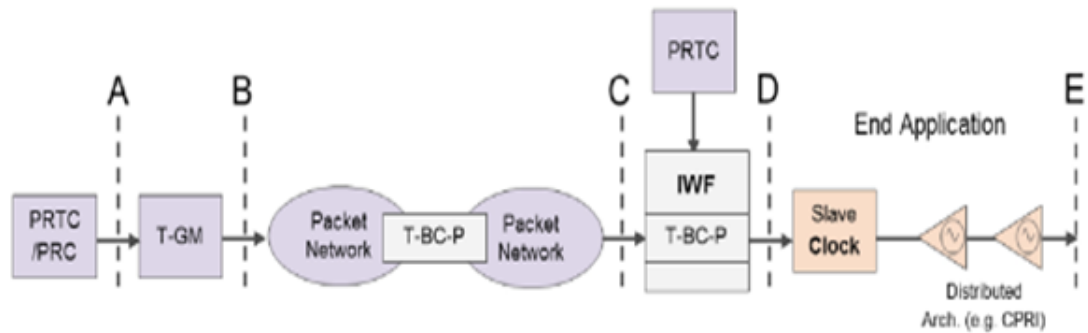 PRTC
A
B
C
D
E
End Application
PRTC
/PRC
T-GM
Packet
Network
T-BC-P
Packet
Network
IWF
T-BC-P
Slave
Clock
Distributed
Arch. (e.g. CPRI)